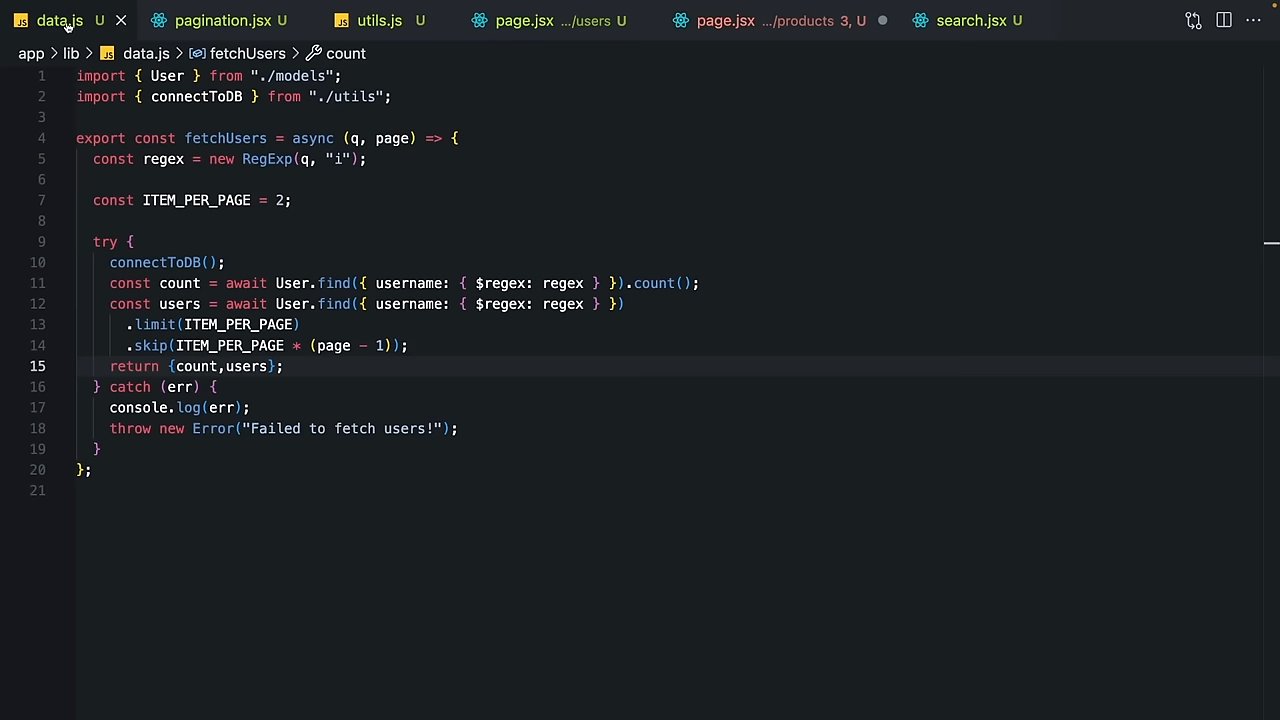 data.js U pagination.jsx U utils.js U page.jsx .../users U page.jsx .../products 3, U search.jsx U
app > lib > JS data.js > fetchUsers > count
1 import { User } from "./models";
2 import { connectToDB } from "./utils";
3
4 export const fetchUsers = async (q, page) => {
5 const regex = new RegExp(q, "i");
6
7 const ITEM_PER_PAGE = 2;
8
9 try {
10 connectToDB();
11 const count = await User.find({ username: { $regex: regex } }).count();
12 const users = await User.find({ username: { $regex: regex } })
13 .limit(ITEM_PER_PAGE)
14 .skip(ITEM_PER_PAGE * (page - 1));
15 return {count,users};
16 } catch (err) {
17 console.log(err);
18 throw new Error("Failed to fetch users!");
19 }
20 };
21